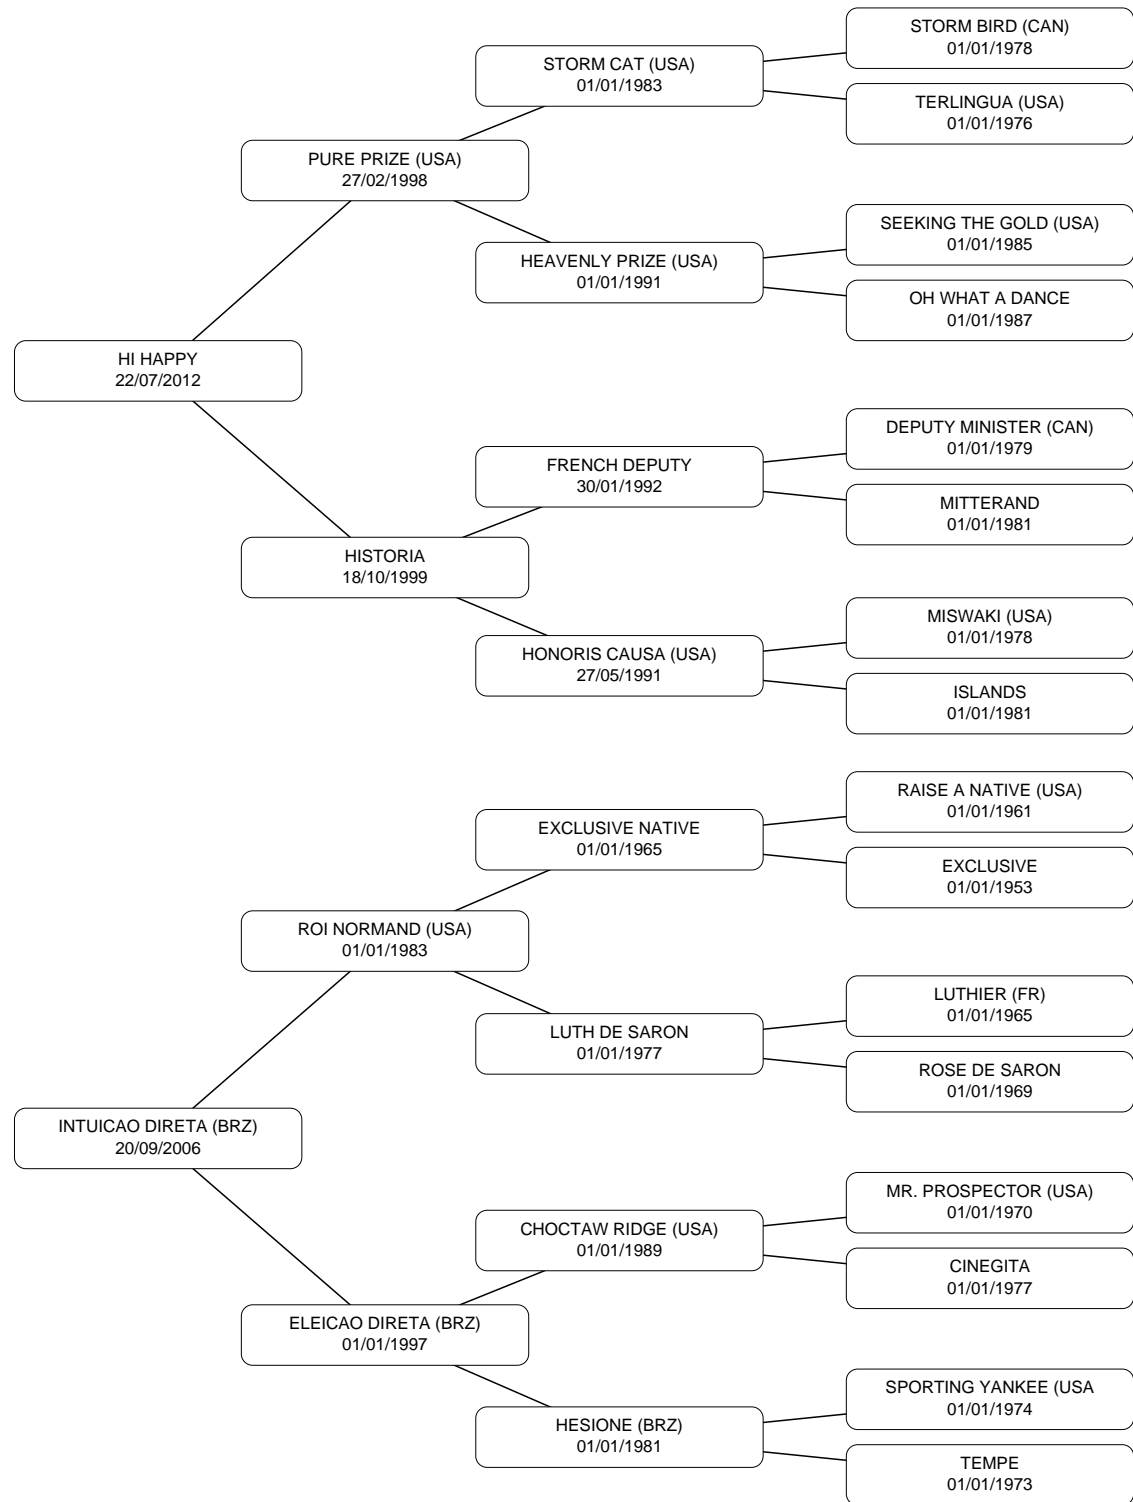 STORM BIRD (CAN)
01/01/1978
STORM CAT (USA)
01/01/1983
TERLINGUA (USA)
01/01/1976
PURE PRIZE (USA)
27/02/1998
SEEKING THE GOLD (USA)
01/01/1985
HEAVENLY PRIZE (USA)
01/01/1991
OH WHAT A DANCE
01/01/1987
HI HAPPY
22/07/2012
DEPUTY MINISTER (CAN)
01/01/1979
FRENCH DEPUTY
30/01/1992
MITTERAND
01/01/1981
HISTORIA
18/10/1999
MISWAKI (USA)
01/01/1978
HONORIS CAUSA (USA)
27/05/1991
ISLANDS
01/01/1981
RAISE A NATIVE (USA)
01/01/1961
EXCLUSIVE NATIVE
01/01/1965
EXCLUSIVE
01/01/1953
ROI NORMAND (USA)
01/01/1983
LUTHIER (FR)
01/01/1965
LUTH DE SARON
01/01/1977
ROSE DE SARON
01/01/1969
INTUICAO DIRETA (BRZ)
20/09/2006
MR. PROSPECTOR (USA)
01/01/1970
CHOCTAW RIDGE (USA)
01/01/1989
CINEGITA
01/01/1977
ELEICAO DIRETA (BRZ)
01/01/1997
SPORTING YANKEE (USA
01/01/1974
HESIONE (BRZ)
01/01/1981
TEMPE
01/01/1973